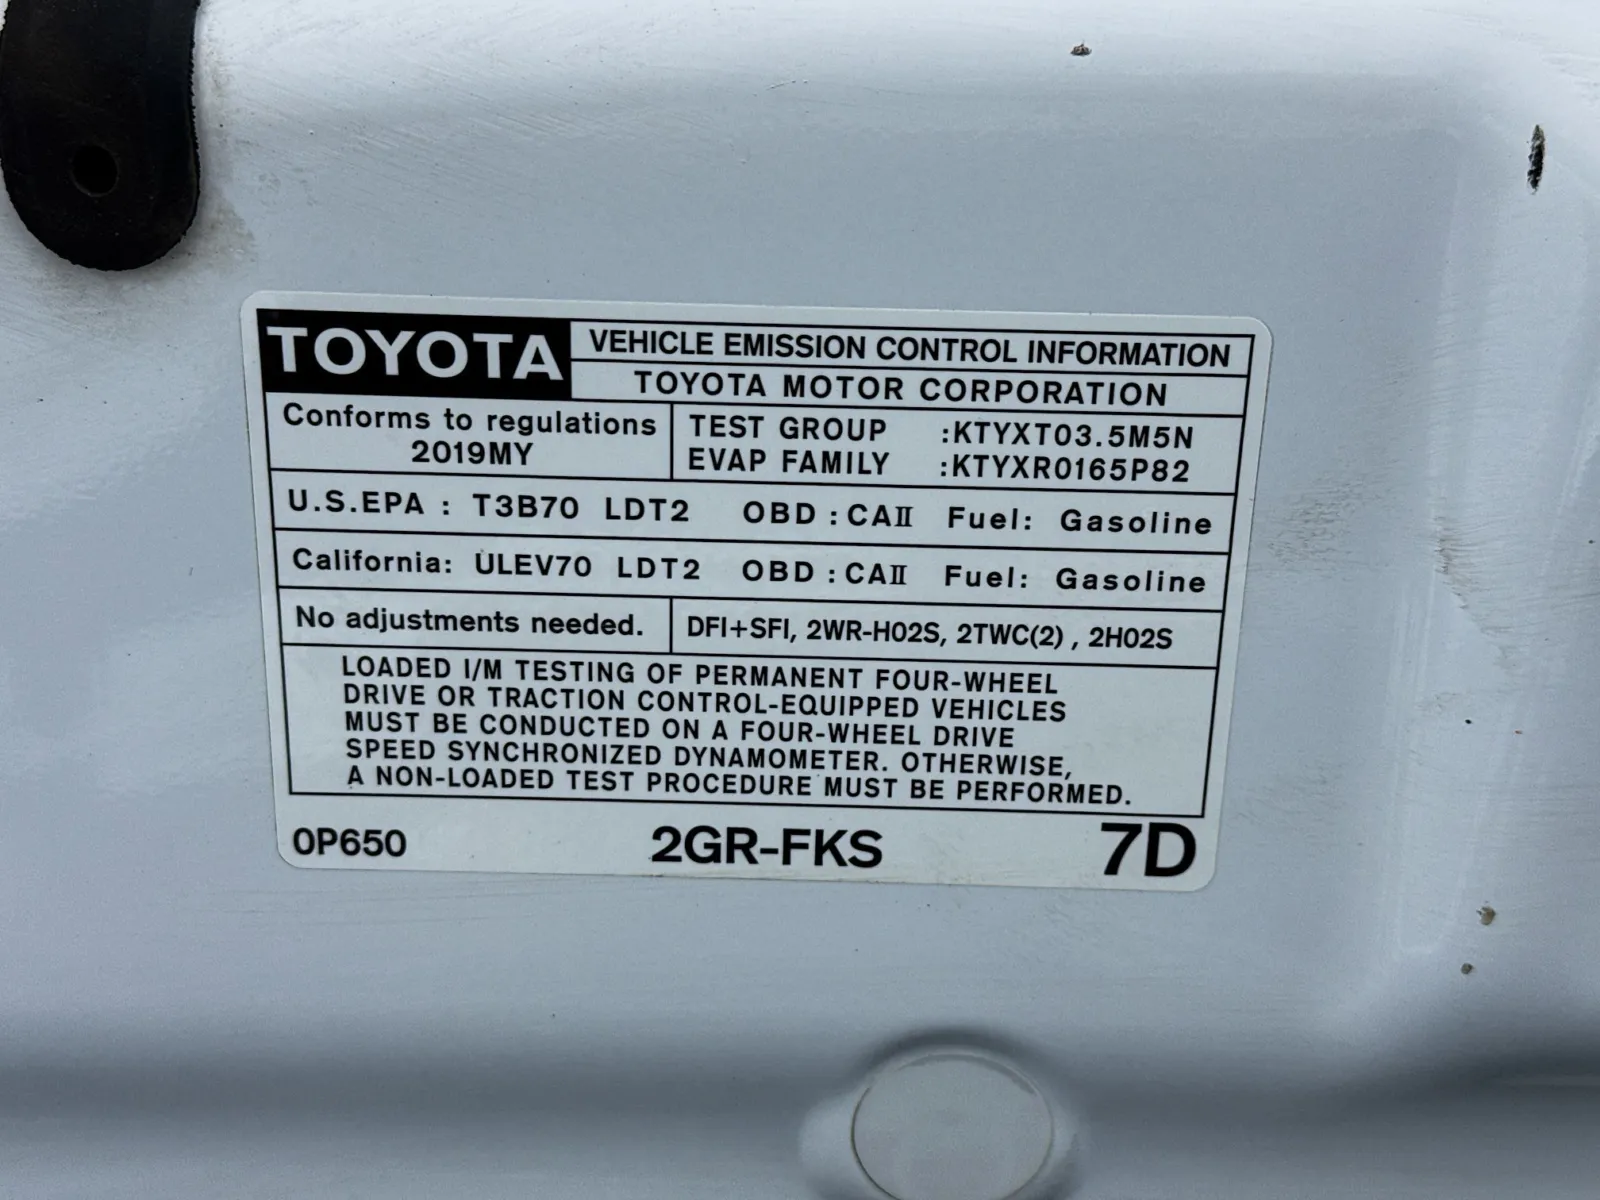 TOYOTA
VEHICLE EMISSION CONTROL INFORMATION
TOYOTA MOTOR CORPORATION
Conforms to regulations
2019MY
TEST GROUP :KTYXT03.5M5N
EVAP FAMILY :KTYXR0165P82
U.S.EPA : T3B70 LDT2 OBD : CAⅡ Fuel: Gasoline
California: ULEV70 LDT2 OBD : CAⅡ Fuel: Gasoline
No adjustments needed.
DFI+SFI, 2WR-HO2S, 2TWC(2) , 2HO2S
LOADED I/M TESTING OF PERMANENT FOUR-WHEEL
DRIVE OR TRACTION CONTROL-EQUIPPED VEHICLES
MUST BE CONDUCTED ON A FOUR-WHEEL DRIVE
SPEED SYNCHRONIZED DYNAMOMETER. OTHERWISE,
A NON-LOADED TEST PROCEDURE MUST BE PERFORMED.
0P650
2GR-FKS
7D